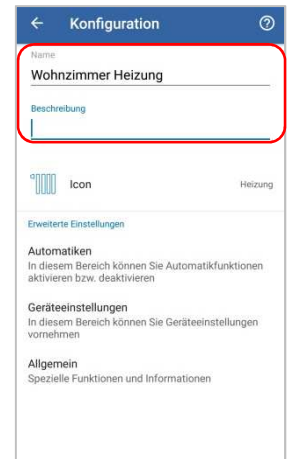 Konfiguration
Name
Wohnzimmer Heizung
Beschreibung
Icon
Heizung
Erweiterte Einstellungen
Automatiken
In diesem Bereich können Sie Automatikfunktionen
aktivieren bzw. deaktivieren
Geräteeinstellungen
In diesem Bereich können Sie Geräteeinstellungen
vornehmen
Allgemein
Spezielle Funktionen und Informationen